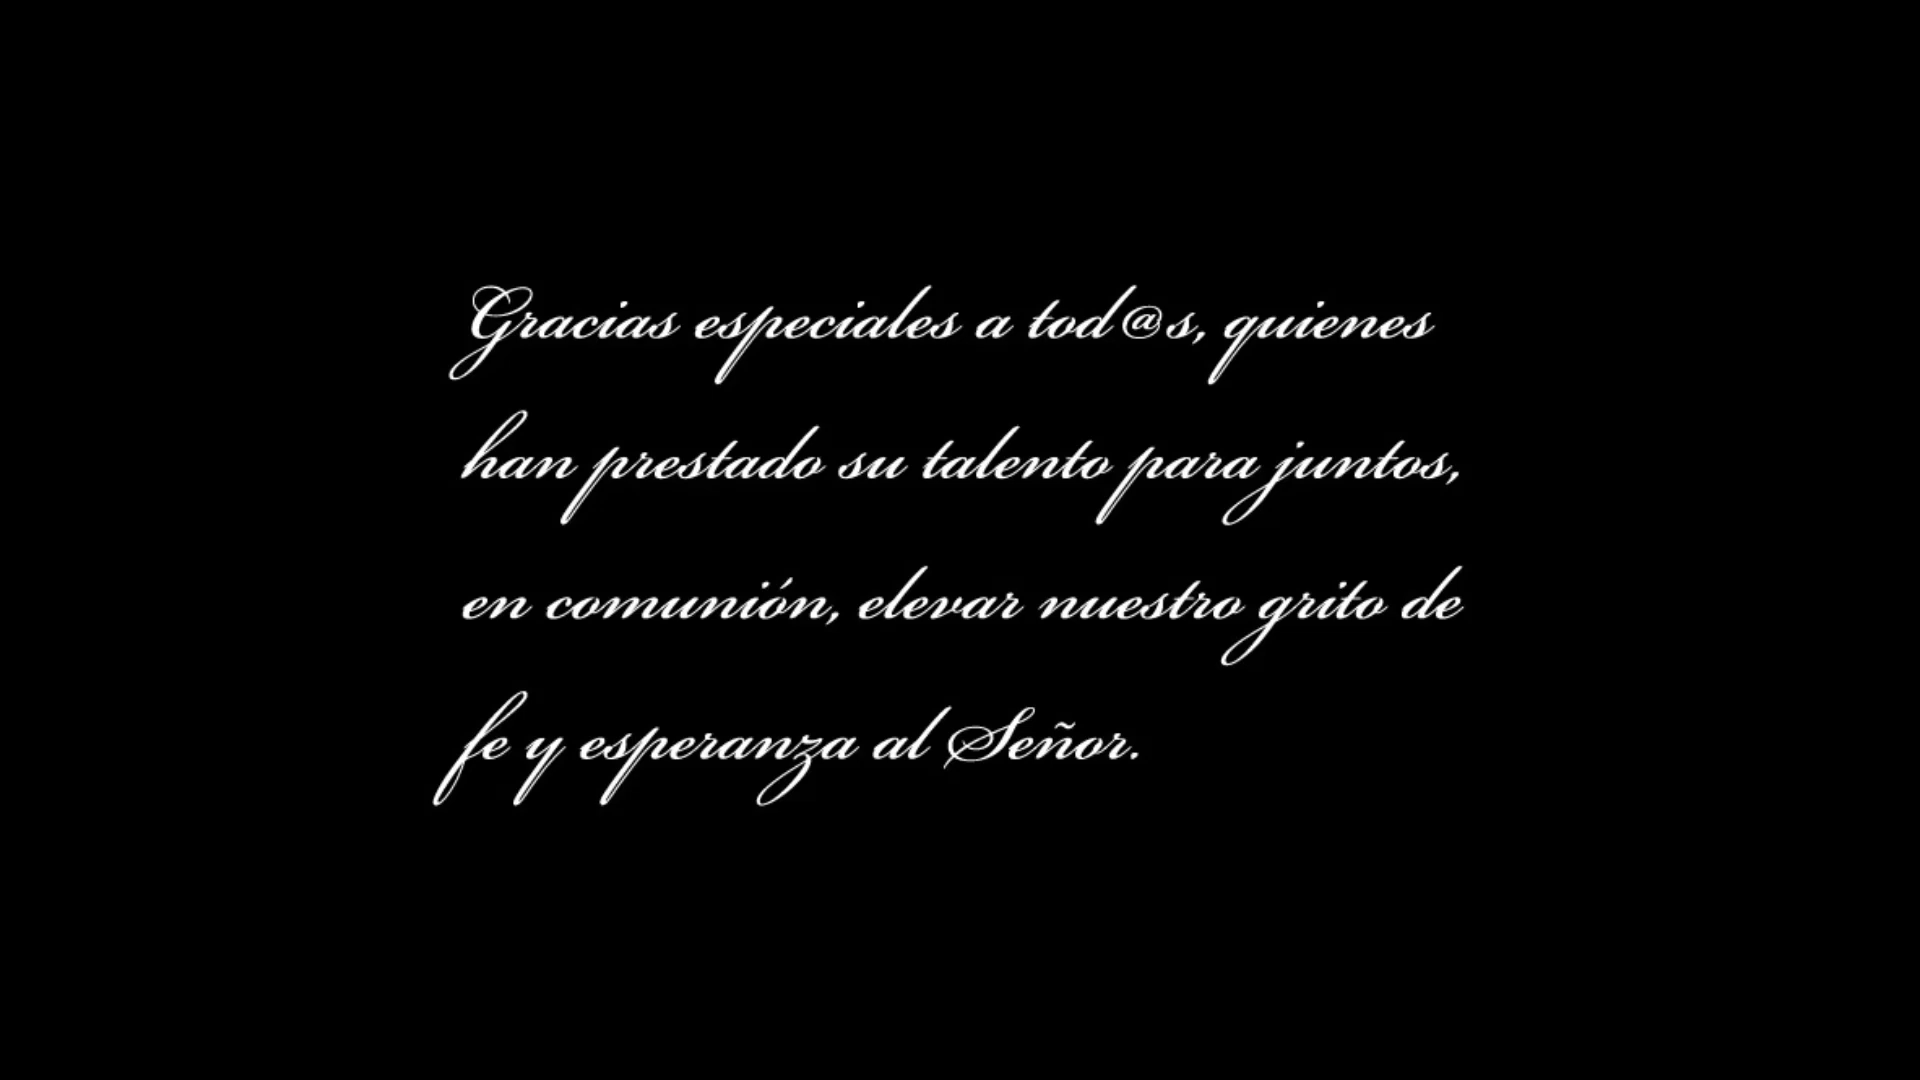 Gracias especiales a tod@s, quienes
han prestado su talento para juntos,
en comunión, elevar nuestro grito de
fe y esperanza al Señor.